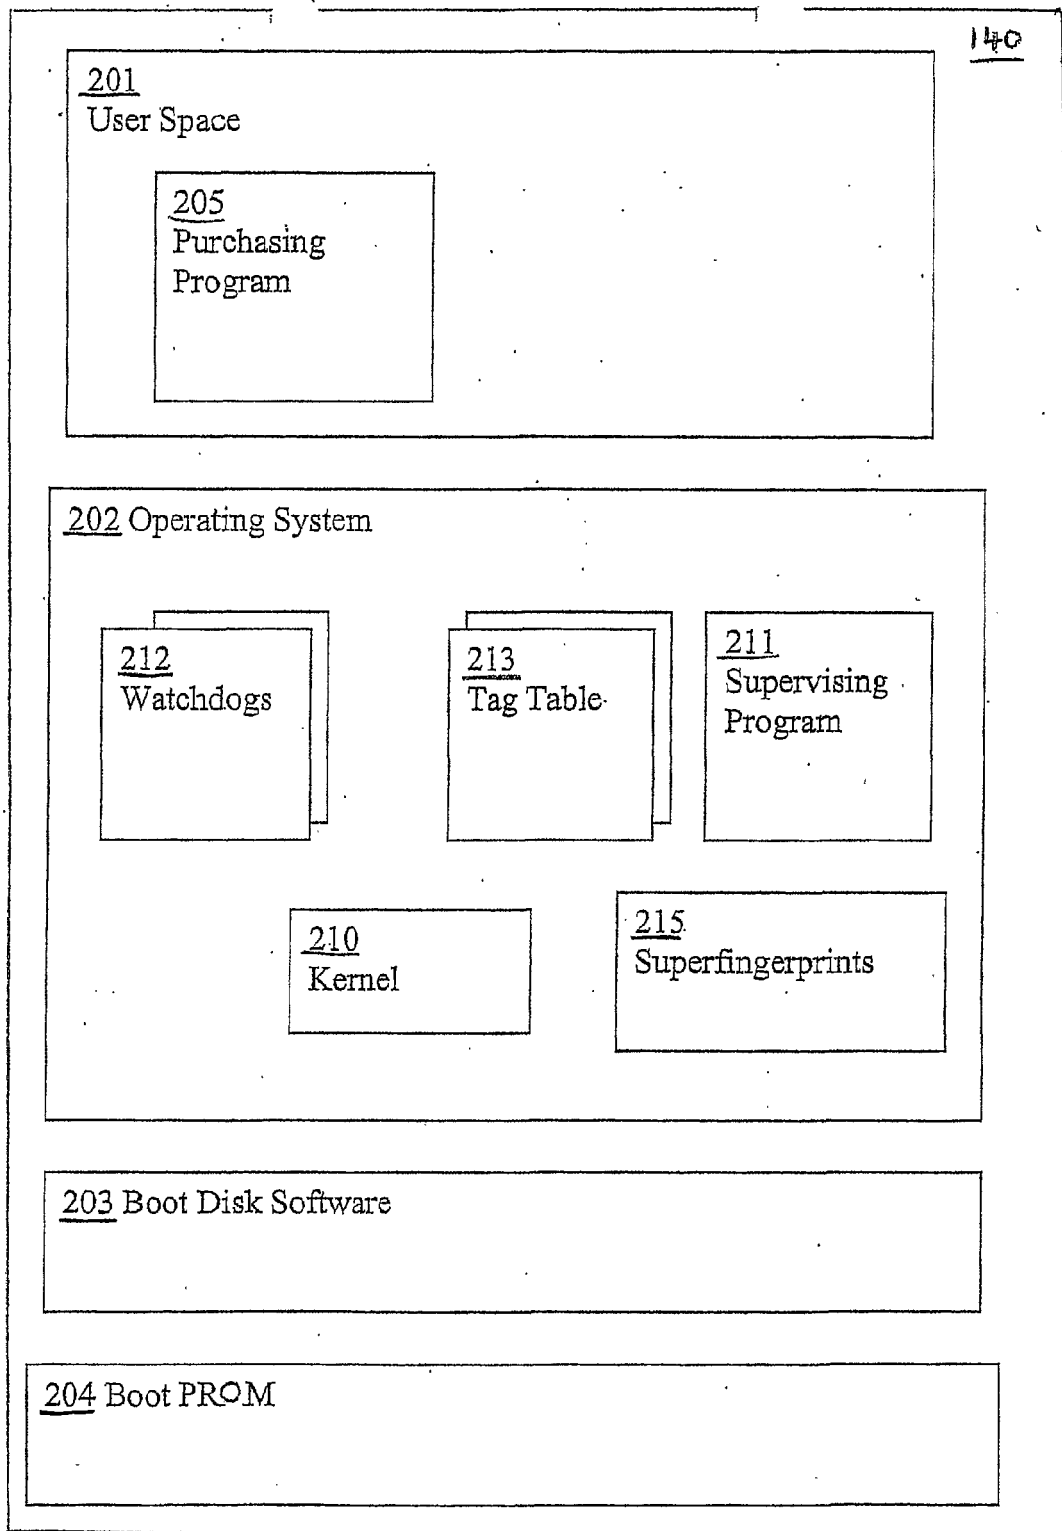 140
201
User Space
205
Purchasing
Program
202 Operating System
212
Watchdogs
213
Tag Table
211
Supervising
Program
210
Kernel
215
Superfingerprints
203 Boot Disk Software
204 Boot PROM